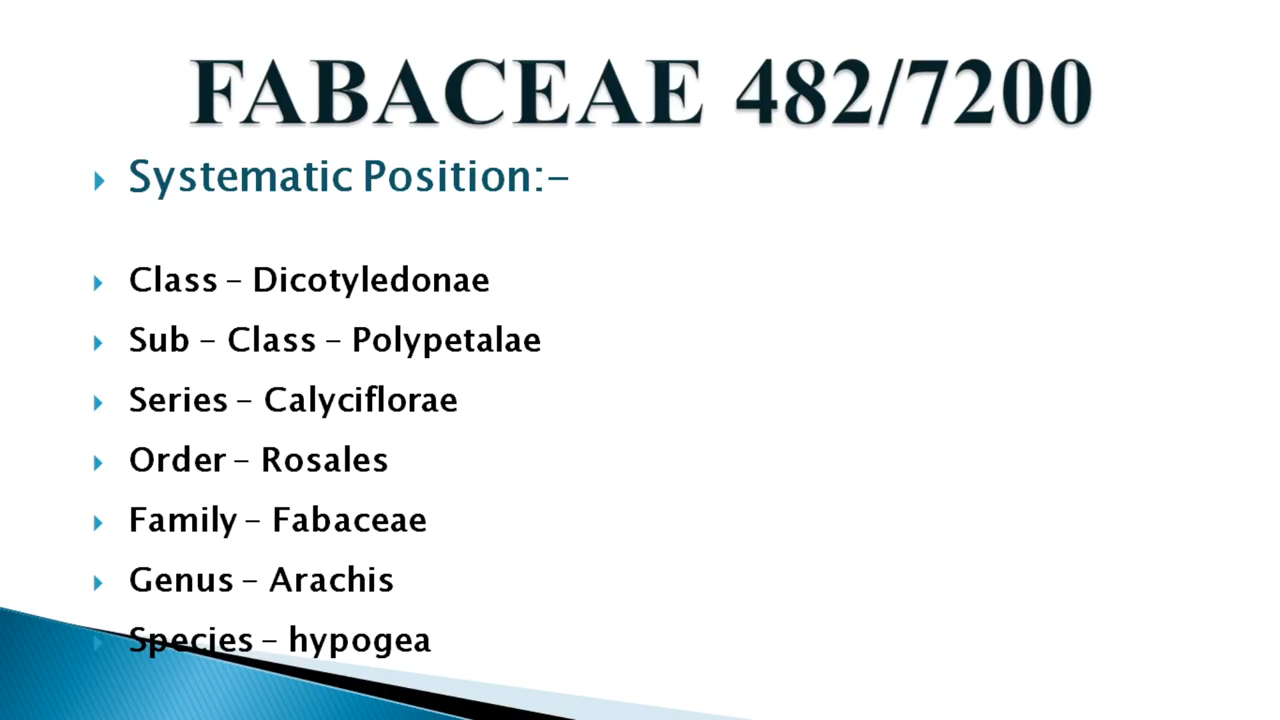 FABACEAE 482/7200
Systematic Position:-
Class – Dicotyledonae
Sub – Class – Polypetalae
Series – Calyciflorae
Order – Rosales
Family – Fabaceae
Genus – Arachis
Species – hypogea